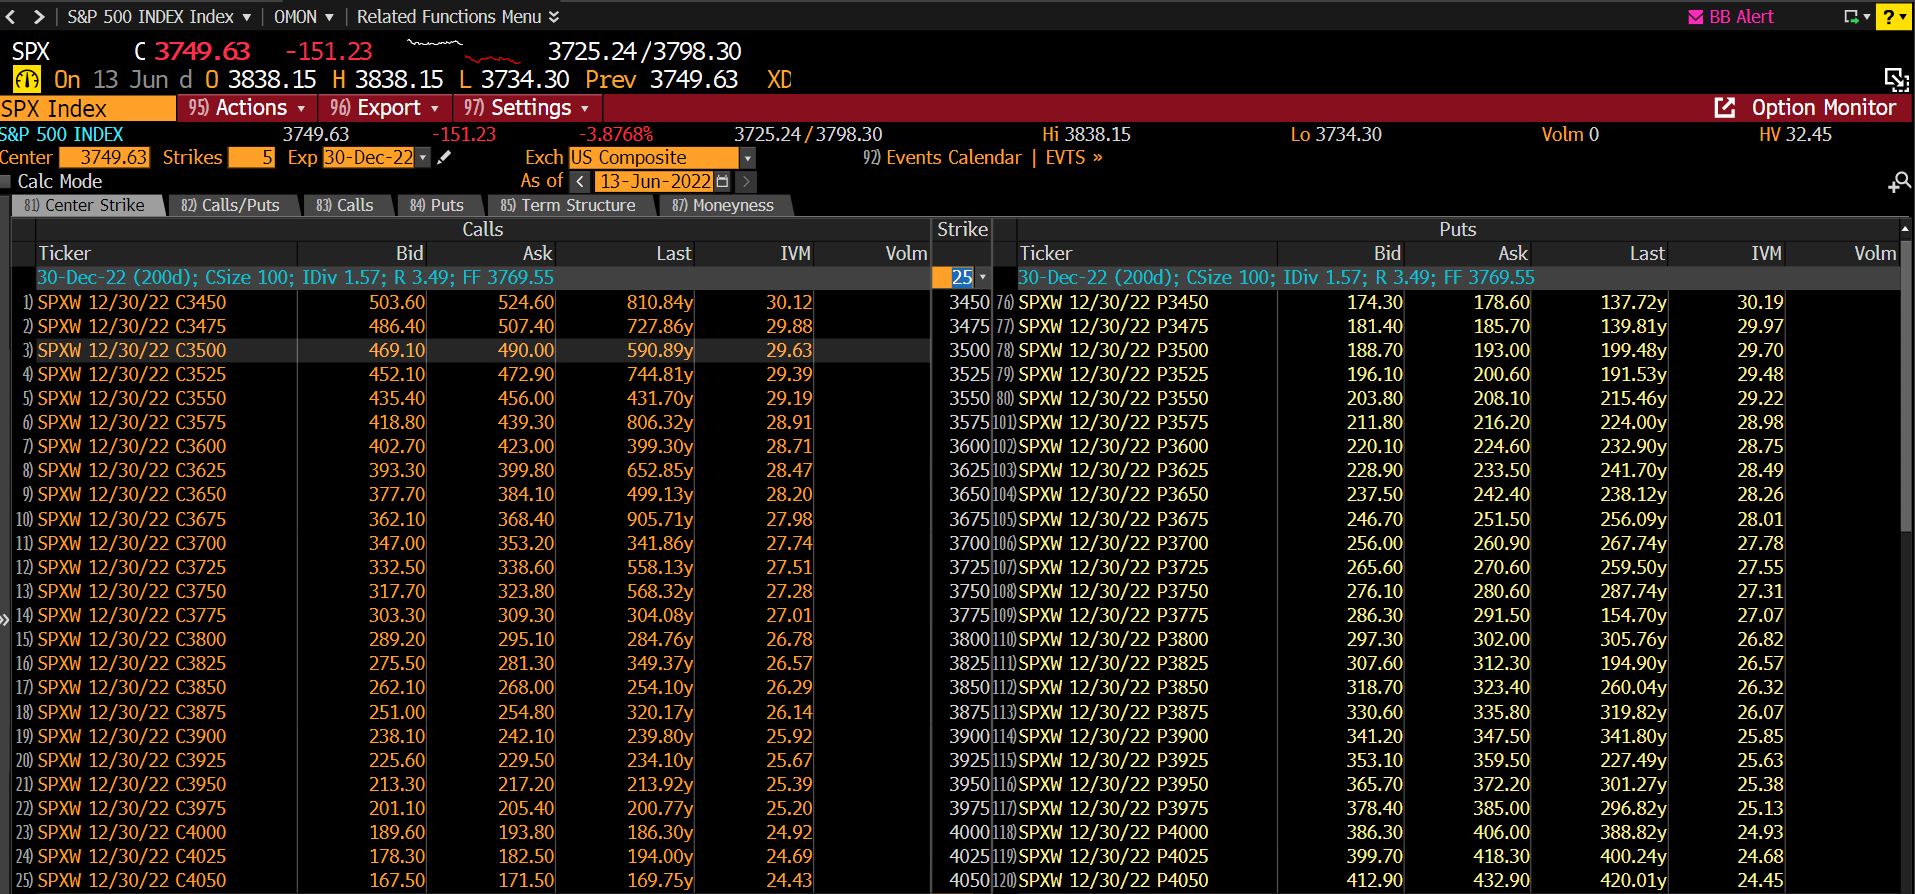 S&P 500 INDEX Index OMON Related Functions Menu BB Alert ?
SPX C 3749.63 -151.23 3725.24/3798.30
On 13 Jun d O 3838.15 H 3838.15 L 3734.30 Prev 3749.63 XD
SPX Index 95) Actions 96) Export 97) Settings Option Monitor
S&P 500 INDEX 3749.63 -151.23 -3.8768% 3725.24 / 3798.30 Hi 3838.15 Lo 3734.30 Volm 0 HV 32.45
Center 3749.63 Strikes 5 Exp 30-Dec-22 Exch US Composite 92) Events Calendar | EVTS »
Calc Mode As of < 13-Jun-2022 >
81) Center Strike 82) Calls/Puts 83) Calls 84) Puts 85) Term Structure 87) Moneyness
Calls Strike Puts
Ticker Bid Ask Last IVM Volm Ticker Bid Ask Last IVM Volm
30-Dec-22 (200d); CSize 100; IDiv 1.57; R 3.49; FF 3769.55 25 30-Dec-22 (200d); CSize 100; IDiv 1.57; R 3.49; FF 3769.55
1) SPXW 12/30/22 C3450 503.60 524.60 810.84y 30.12 3450 76) SPXW 12/30/22 P3450 174.30 178.60 137.72y 30.19
2) SPXW 12/30/22 C3475 486.40 507.40 727.86y 29.88 3475 77) SPXW 12/30/22 P3475 181.40 185.70 139.81y 29.97
3) SPXW 12/30/22 C3500 469.10 490.00 590.89y 29.63 3500 78) SPXW 12/30/22 P3500 188.70 193.00 199.48y 29.70
4) SPXW 12/30/22 C3525 452.10 472.90 744.81y 29.39 3525 79) SPXW 12/30/22 P3525 196.10 200.60 191.53y 29.48
5) SPXW 12/30/22 C3550 435.40 456.00 431.70y 29.19 3550 80) SPXW 12/30/22 P3550 203.80 208.10 215.46y 29.22
6) SPXW 12/30/22 C3575 418.80 439.30 806.32y 28.91 3575 101) SPXW 12/30/22 P3575 211.80 216.20 224.00y 28.98
7) SPXW 12/30/22 C3600 402.70 423.00 399.30y 28.71 3600 102) SPXW 12/30/22 P3600 220.10 224.60 232.90y 28.75
8) SPXW 12/30/22 C3625 393.30 399.80 652.85y 28.47 3625 103) SPXW 12/30/22 P3625 228.90 233.50 241.70y 28.49
9) SPXW 12/30/22 C3650 377.70 384.10 499.13y 28.20 3650 104) SPXW 12/30/22 P3650 237.50 242.40 238.12y 28.26
10) SPXW 12/30/22 C3675 362.10 368.40 905.71y 27.98 3675 105) SPXW 12/30/22 P3675 246.70 251.50 256.09y 28.01
11) SPXW 12/30/22 C3700 347.00 353.20 341.86y 27.74 3700 106) SPXW 12/30/22 P3700 256.00 260.90 267.74y 27.78
12) SPXW 12/30/22 C3725 332.50 338.60 558.13y 27.51 3725 107) SPXW 12/30/22 P3725 265.60 270.60 259.50y 27.55
13) SPXW 12/30/22 C3750 317.70 323.80 568.32y 27.28 3750 108) SPXW 12/30/22 P3750 276.10 280.60 287.74y 27.31
14) SPXW 12/30/22 C3775 303.30 309.30 304.08y 27.01 3775 109) SPXW 12/30/22 P3775 286.30 291.50 154.70y 27.07
15) SPXW 12/30/22 C3800 289.20 295.10 284.76y 26.78 3800 110) SPXW 12/30/22 P3800 297.30 302.00 305.76y 26.82
16) SPXW 12/30/22 C3825 275.50 281.30 349.37y 26.57 3825 111) SPXW 12/30/22 P3825 307.60 312.30 194.90y 26.57
17) SPXW 12/30/22 C3850 262.10 268.00 254.10y 26.29 3850 112) SPXW 12/30/22 P3850 318.70 323.40 260.04y 26.32
18) SPXW 12/30/22 C3875 251.00 254.80 320.17y 26.14 3875 113) SPXW 12/30/22 P3875 330.60 335.80 319.82y 26.07
19) SPXW 12/30/22 C3900 238.10 242.10 239.80y 25.92 3900 114) SPXW 12/30/22 P3900 341.20 347.50 341.80y 25.85
20) SPXW 12/30/22 C3925 225.60 229.50 234.10y 25.67 3925 115) SPXW 12/30/22 P3925 353.10 359.50 227.49y 25.63
21) SPXW 12/30/22 C3950 213.30 217.20 213.92y 25.39 3950 116) SPXW 12/30/22 P3950 365.70 372.20 301.27y 25.38
22) SPXW 12/30/22 C3975 201.10 205.40 200.77y 25.20 3975 117) SPXW 12/30/22 P3975 378.40 385.00 296.82y 25.13
23) SPXW 12/30/22 C4000 189.60 193.80 186.30y 24.92 4000 118) SPXW 12/30/22 P4000 386.30 406.00 388.82y 24.93
24) SPXW 12/30/22 C4025 178.30 182.50 194.00y 24.69 4025 119) SPXW 12/30/22 P4025 399.70 418.30 400.24y 24.68
25) SPXW 12/30/22 C4050 167.50 171.50 169.75y 24.43 4050 120) SPXW 12/30/22 P4050 412.90 432.90 420.01y 24.45